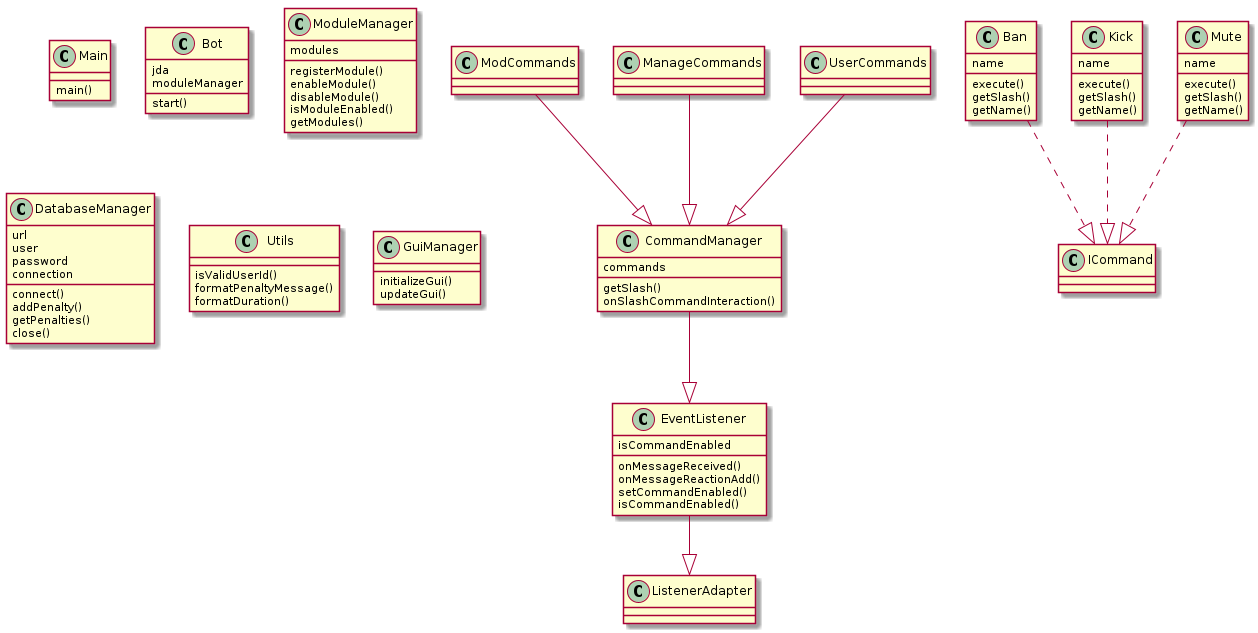 C Main
main()
C Bot
jda
moduleManager
start()
C ModuleManager
modules
registerModule()
enableModule()
disableModule()
isModuleEnabled()
getModules()
C ModCommands
C ManageCommands
C UserCommands
C Ban
name
execute()
getSlash()
getName()
C Kick
name
execute()
getSlash()
getName()
C Mute
name
execute()
getSlash()
getName()
C DatabaseManager
url
user
password
connection
connect()
addPenalty()
getPenalties()
close()
C Utils
isValidUserId()
formatPenaltyMessage()
formatDuration()
C GuiManager
initializeGui()
updateGui()
C CommandManager
commands
getSlash()
onSlashCommandInteraction()
C ICommand
C EventListener
isCommandEnabled
onMessageReceived()
onMessageReactionAdd()
setCommandEnabled()
isCommandEnabled()
C ListenerAdapter